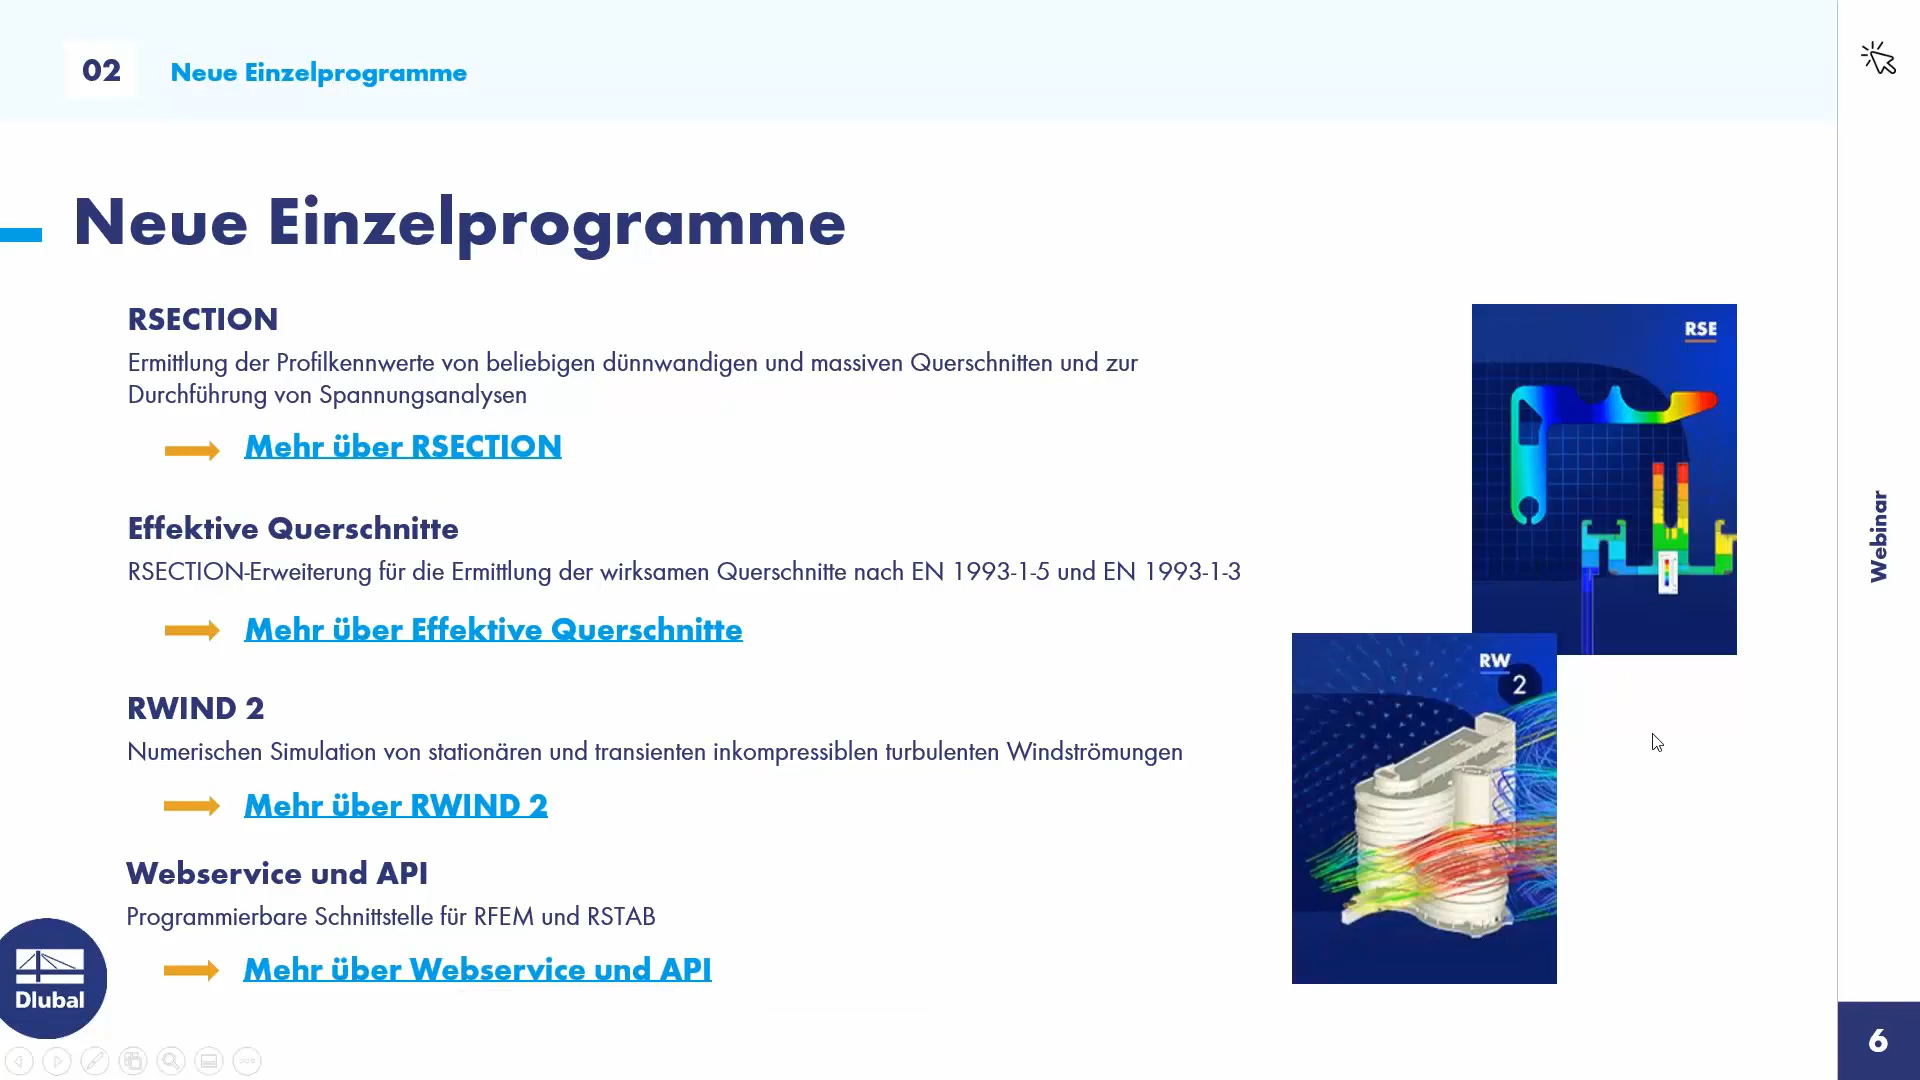 02
Neue Einzelprogramme
Neue Einzelprogramme
RSECTION
Ermittlung der Profilkennwerte von beliebigen dünnwandigen und massiven Querschnitten und zur
Durchführung von Spannungsanalysen
Mehr über RSECTION
Effektive Querschnitte
RSECTION-Erweiterung für die Ermittlung der wirksamen Querschnitte nach EN 1993-1-5 und EN 1993-1-3
Mehr über Effektive Querschnitte
RWIND 2
Numerischen Simulation von stationären und transienten inkompressiblen turbulenten Windströmungen
Mehr über RWIND 2
Webservice und API
Programmierbare Schnittstelle für RFEM und RSTAB
Mehr über Webservice und API
RSE
RW
2
Webinar
Dlubal
6